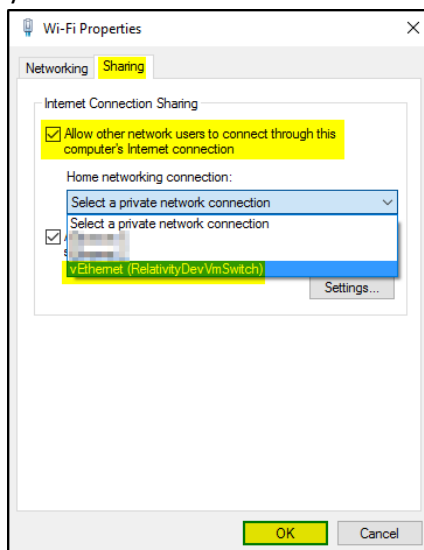 Wi-Fi Properties
Networking Sharing
Internet Connection Sharing
Allow other network users to connect through this
computer's Internet connection
Home networking connection:
Select a private network connection
Select a private network connection
vEthernet (RelativityDevVmSwitch)
Settings...
OK Cancel